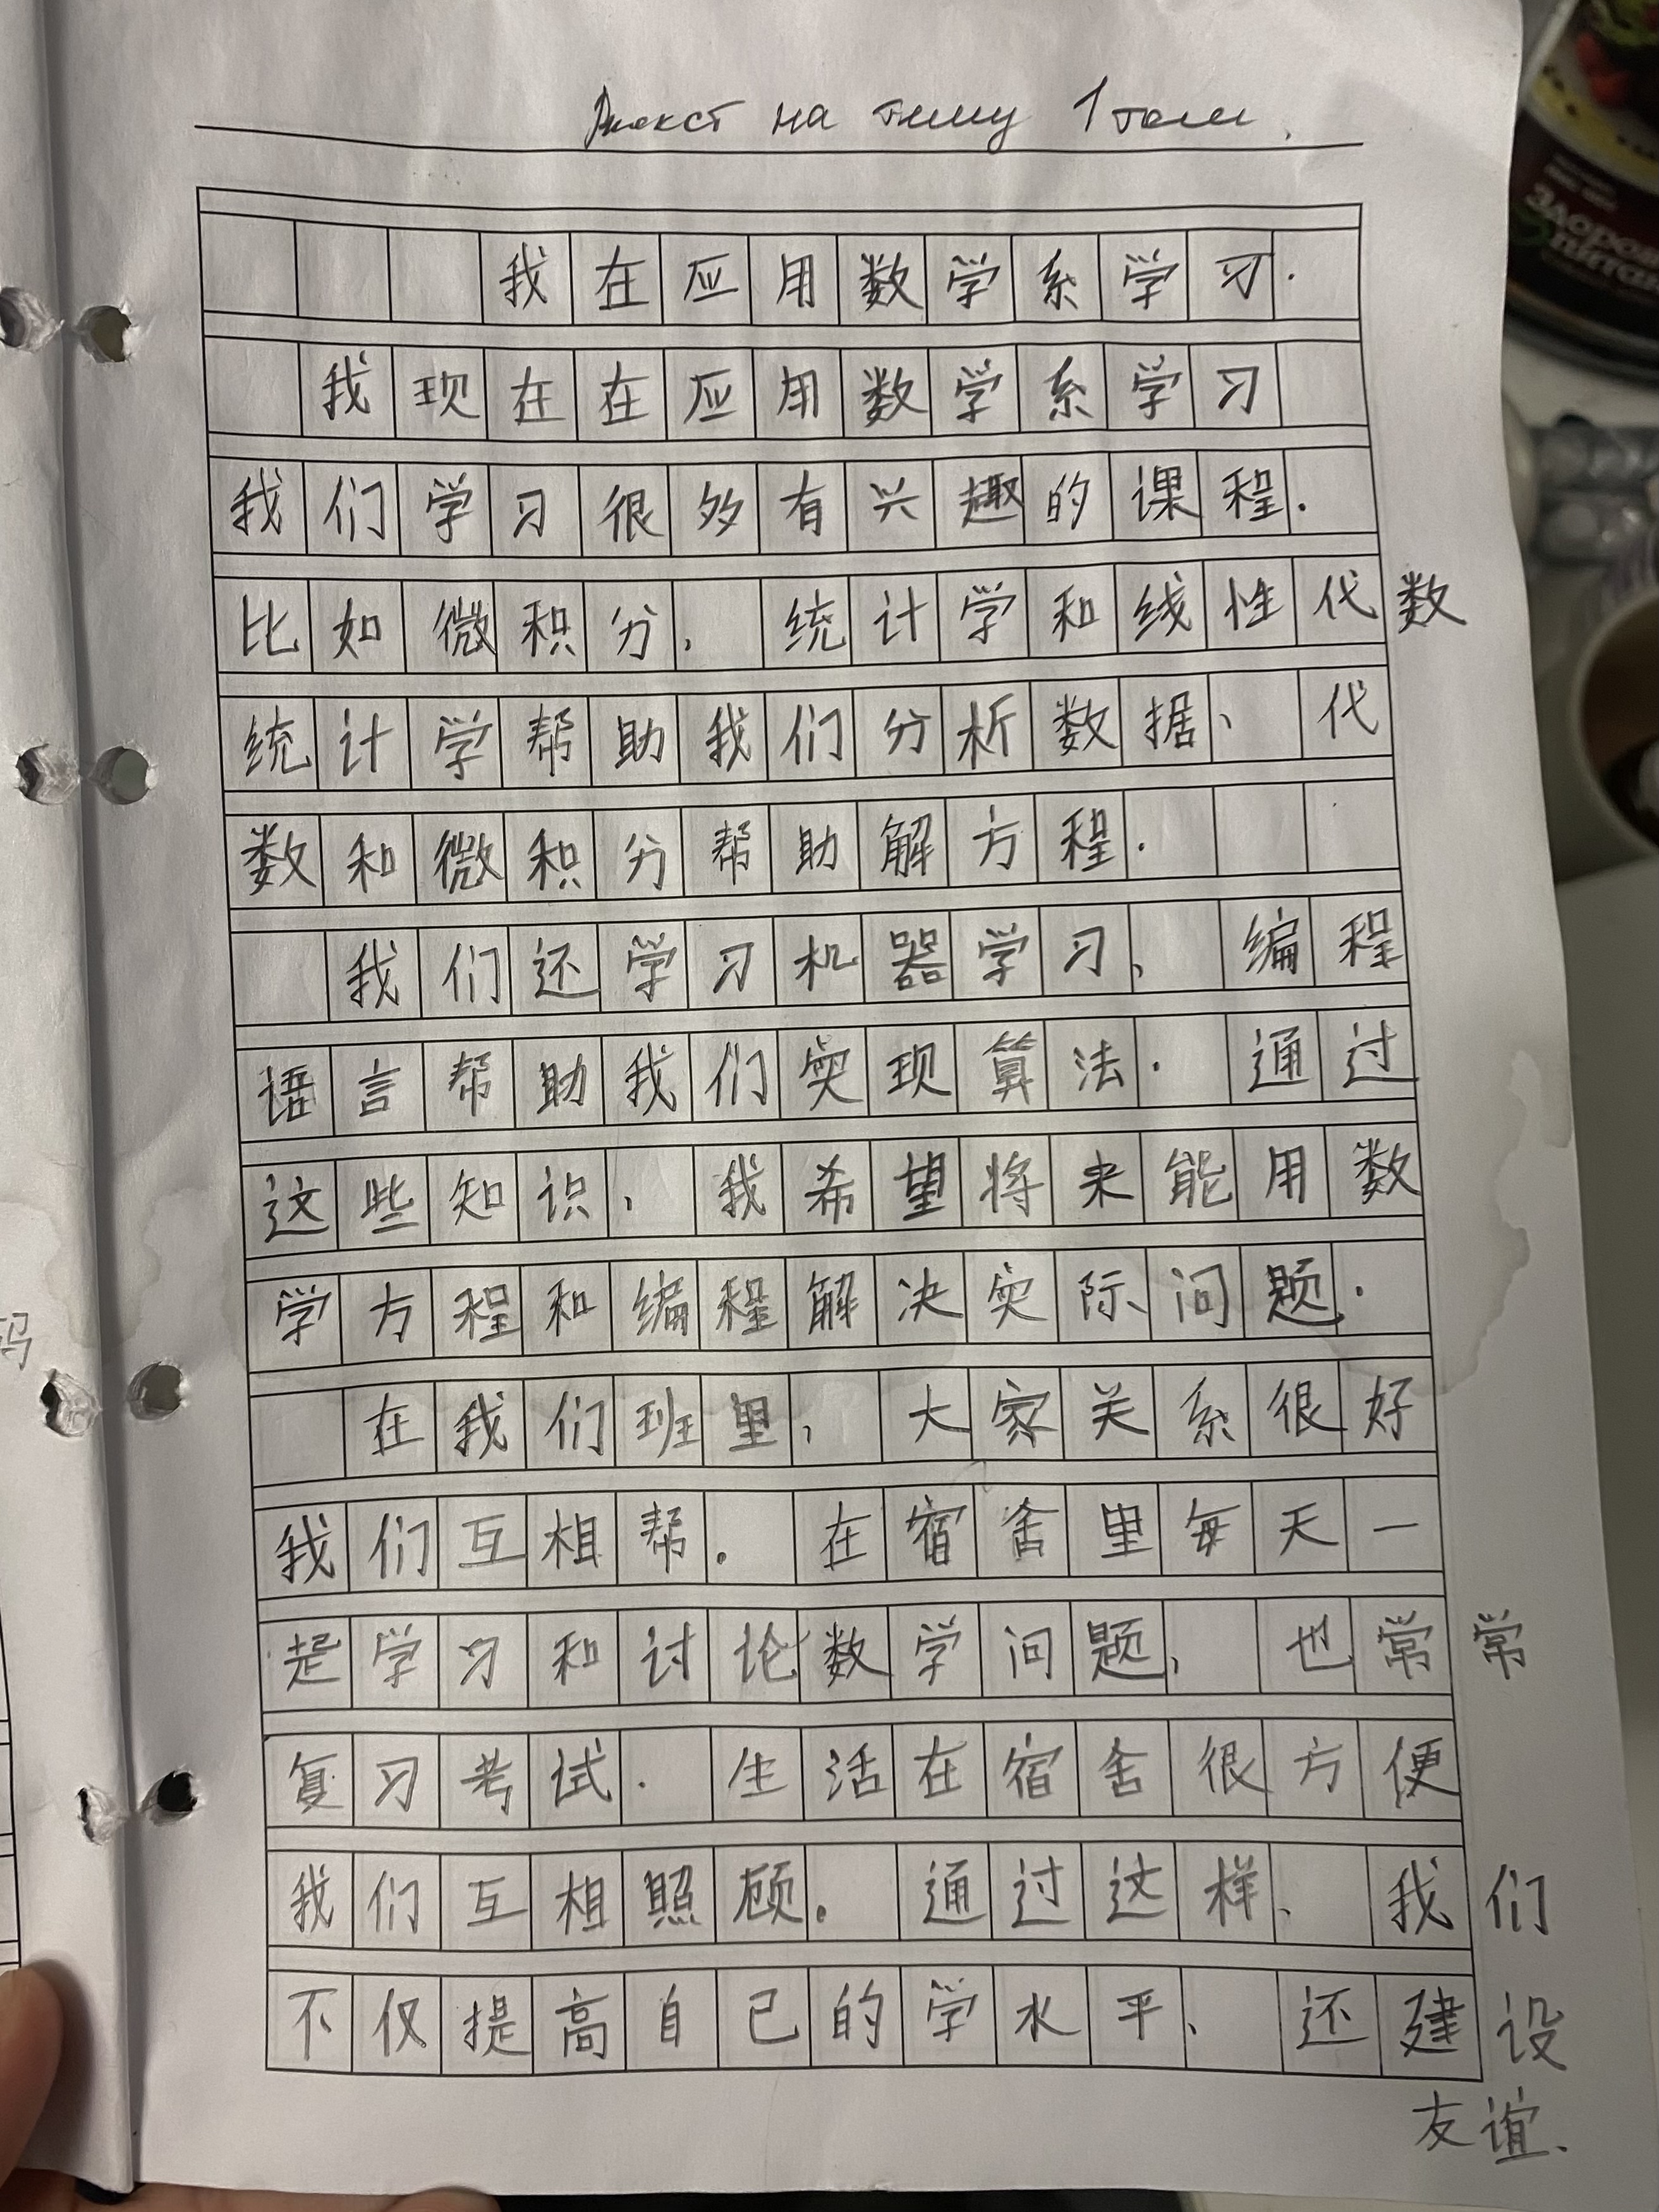 Текст на тему 1 темы.
我在应用数学系学习.
我现在在应用数学系学习
我们学习很多有兴趣的课程.
比如微积分, 统计学和线性代数
统计学帮助我们分析数据、代
数和微积分帮助解方程.
我们还学习机器学习、编程
语言帮助我们实现算法. 通过
这些知识, 我希望将来能用数
学方程和编程解决实际问题.
在我们班里, 大家关系很好
我们互相帮。在宿舍里每天一
起学习和讨论数学问题, 也常常
复习考试. 生活在宿舍很方便
我们互相照顾。通过这样、我们
不仅提高自己的学水平、还建设
友谊.
码